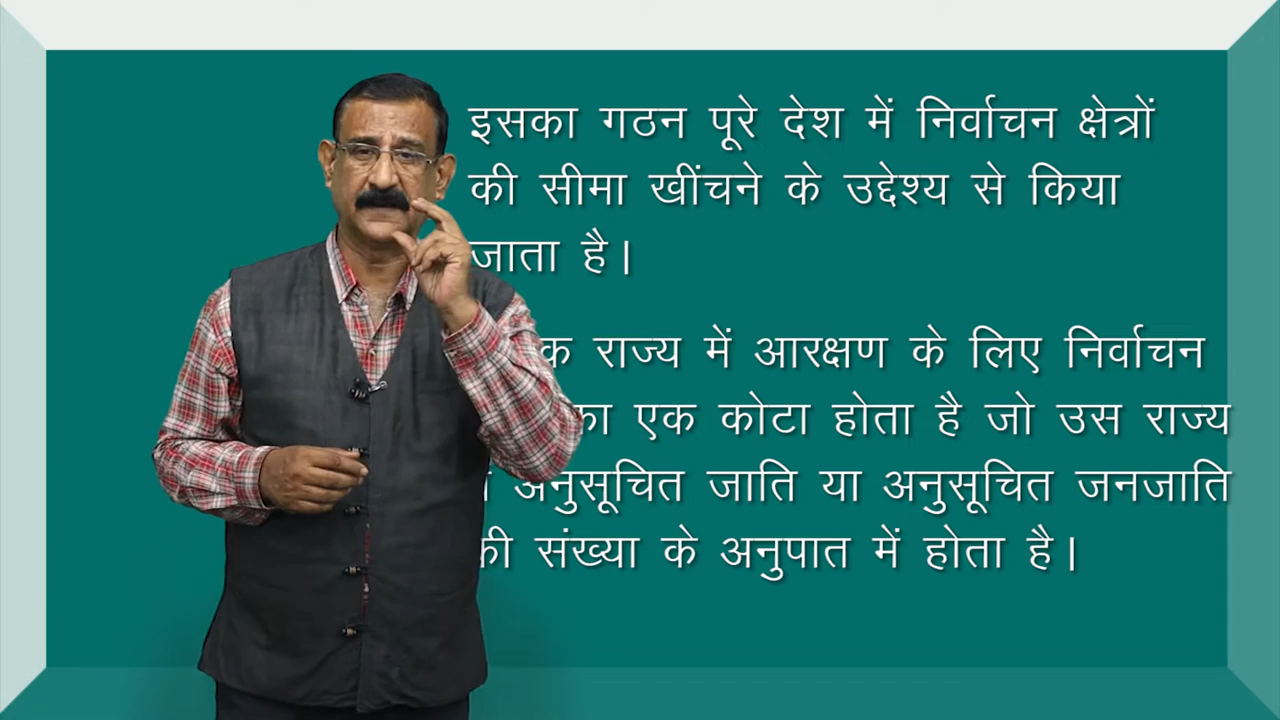 इसका गठन पूरे देश में निर्वाचन क्षेत्रों
की सीमा खींचने के उद्देश्य से किया
जाता है।
राज्य में आरक्षण के लिए निर्वाचन
एक कोटा होता है जो उस राज्य
अनुसूचित जाति या अनुसूचित जनजाति
की संख्या के अनुपात में होता है।